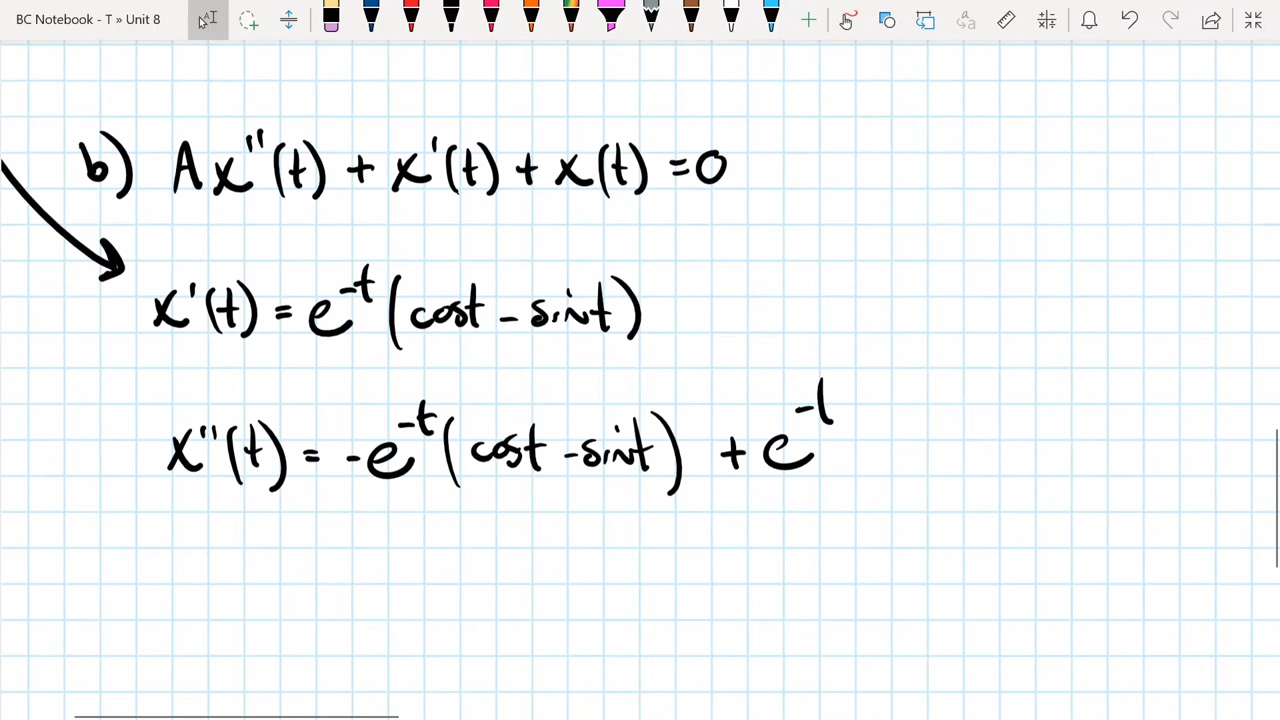 BC Notebook - T » Unit 8
b) Ax''(t) + x'(t) + x(t) = 0
x'(t) = e^-t (cost - sint)
x''(t) = -e^-t (cost - sint) + e^-t